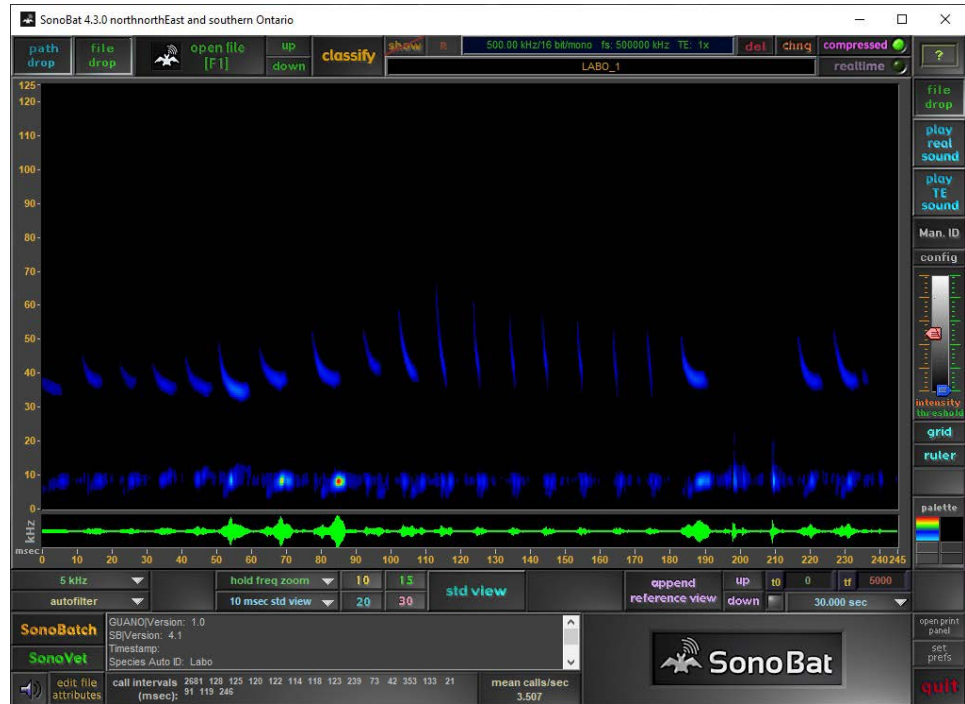 SonoBat 4.3.0 northnorthEast and southern Ontario
path drop
file drop
open file [F1]
up
down
classify
show
R
500.00 kHz/16 bit/mono fs: 500000 kHz TE: 1x
del
chng
compressed
LABO_1
realtime
?
125
120
110
100
90
80
70
60
50
40
30
20
10
0
kHz
msec
0 10 20 30 40 50 60 70 80 90 100 110 120 130 140 150 160 170 180 190 200 210 220 230 240 245
file drop
play real sound
play TE sound
Man. ID
config
intensity
threshold
grid
ruler
palette
5 kHz
autofilter
hold freq zoom
10 msec std view
10 15
20 30
std view
append reference view
up
down
t0 0 tf 5000
30.000 sec
SonoBatch
SonoVet
edit file attributes
GUANO|Version: 1.0
SB|Version: 4.1
Timestamp:
Species Auto ID: Labo
call intervals (msec): 2681 128 125 120 122 114 118 123 239 73 42 353 133 21
91 119 246
mean calls/sec
3.507
SonoBat
open print panel
set prefs
quit